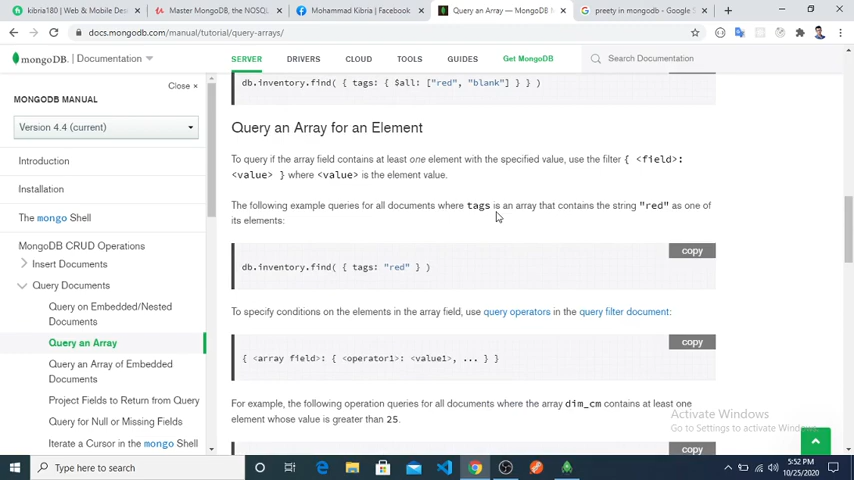 kibria180 | Web & Mobile Des
Master MongoDB, the NOSQL
Mohammad Kibria | Facebook
Query an Array — MongoDB M
preety in mongodb - Google S
docs.mongodb.com/manual/tutorial/query-arrays/
mongoDB. | Documentation
SERVER DRIVERS CLOUD TOOLS GUIDES Get MongoDB Search Documentation
Close ×
MONGODB MANUAL
Version 4.4 (current)
Introduction
Installation
The mongo Shell
MongoDB CRUD Operations
Insert Documents
Query Documents
Query on Embedded/Nested
Documents
Query an Array
Query an Array of Embedded
Documents
Project Fields to Return from Query
Query for Null or Missing Fields
Iterate a Cursor in the mongo Shell
db.inventory.find( { tags: { $all: ["red", "blank"] } } )
Query an Array for an Element
To query if the array field contains at least one element with the specified value, use the filter { <field>:
<value> } where <value> is the element value.
The following example queries for all documents where tags is an array that contains the string "red" as one of
its elements:
copy
db.inventory.find( { tags: "red" } )
To specify conditions on the elements in the array field, use query operators in the query filter document:
copy
{ <array field>: { <operator1>: <value1>, ... } }
For example, the following operation queries for all documents where the array dim_cm contains at least one
element whose value is greater than 25.
copy
Activate Windows
Go to Settings to activate Windows.
Type here to search
5:52 PM
10/25/2020